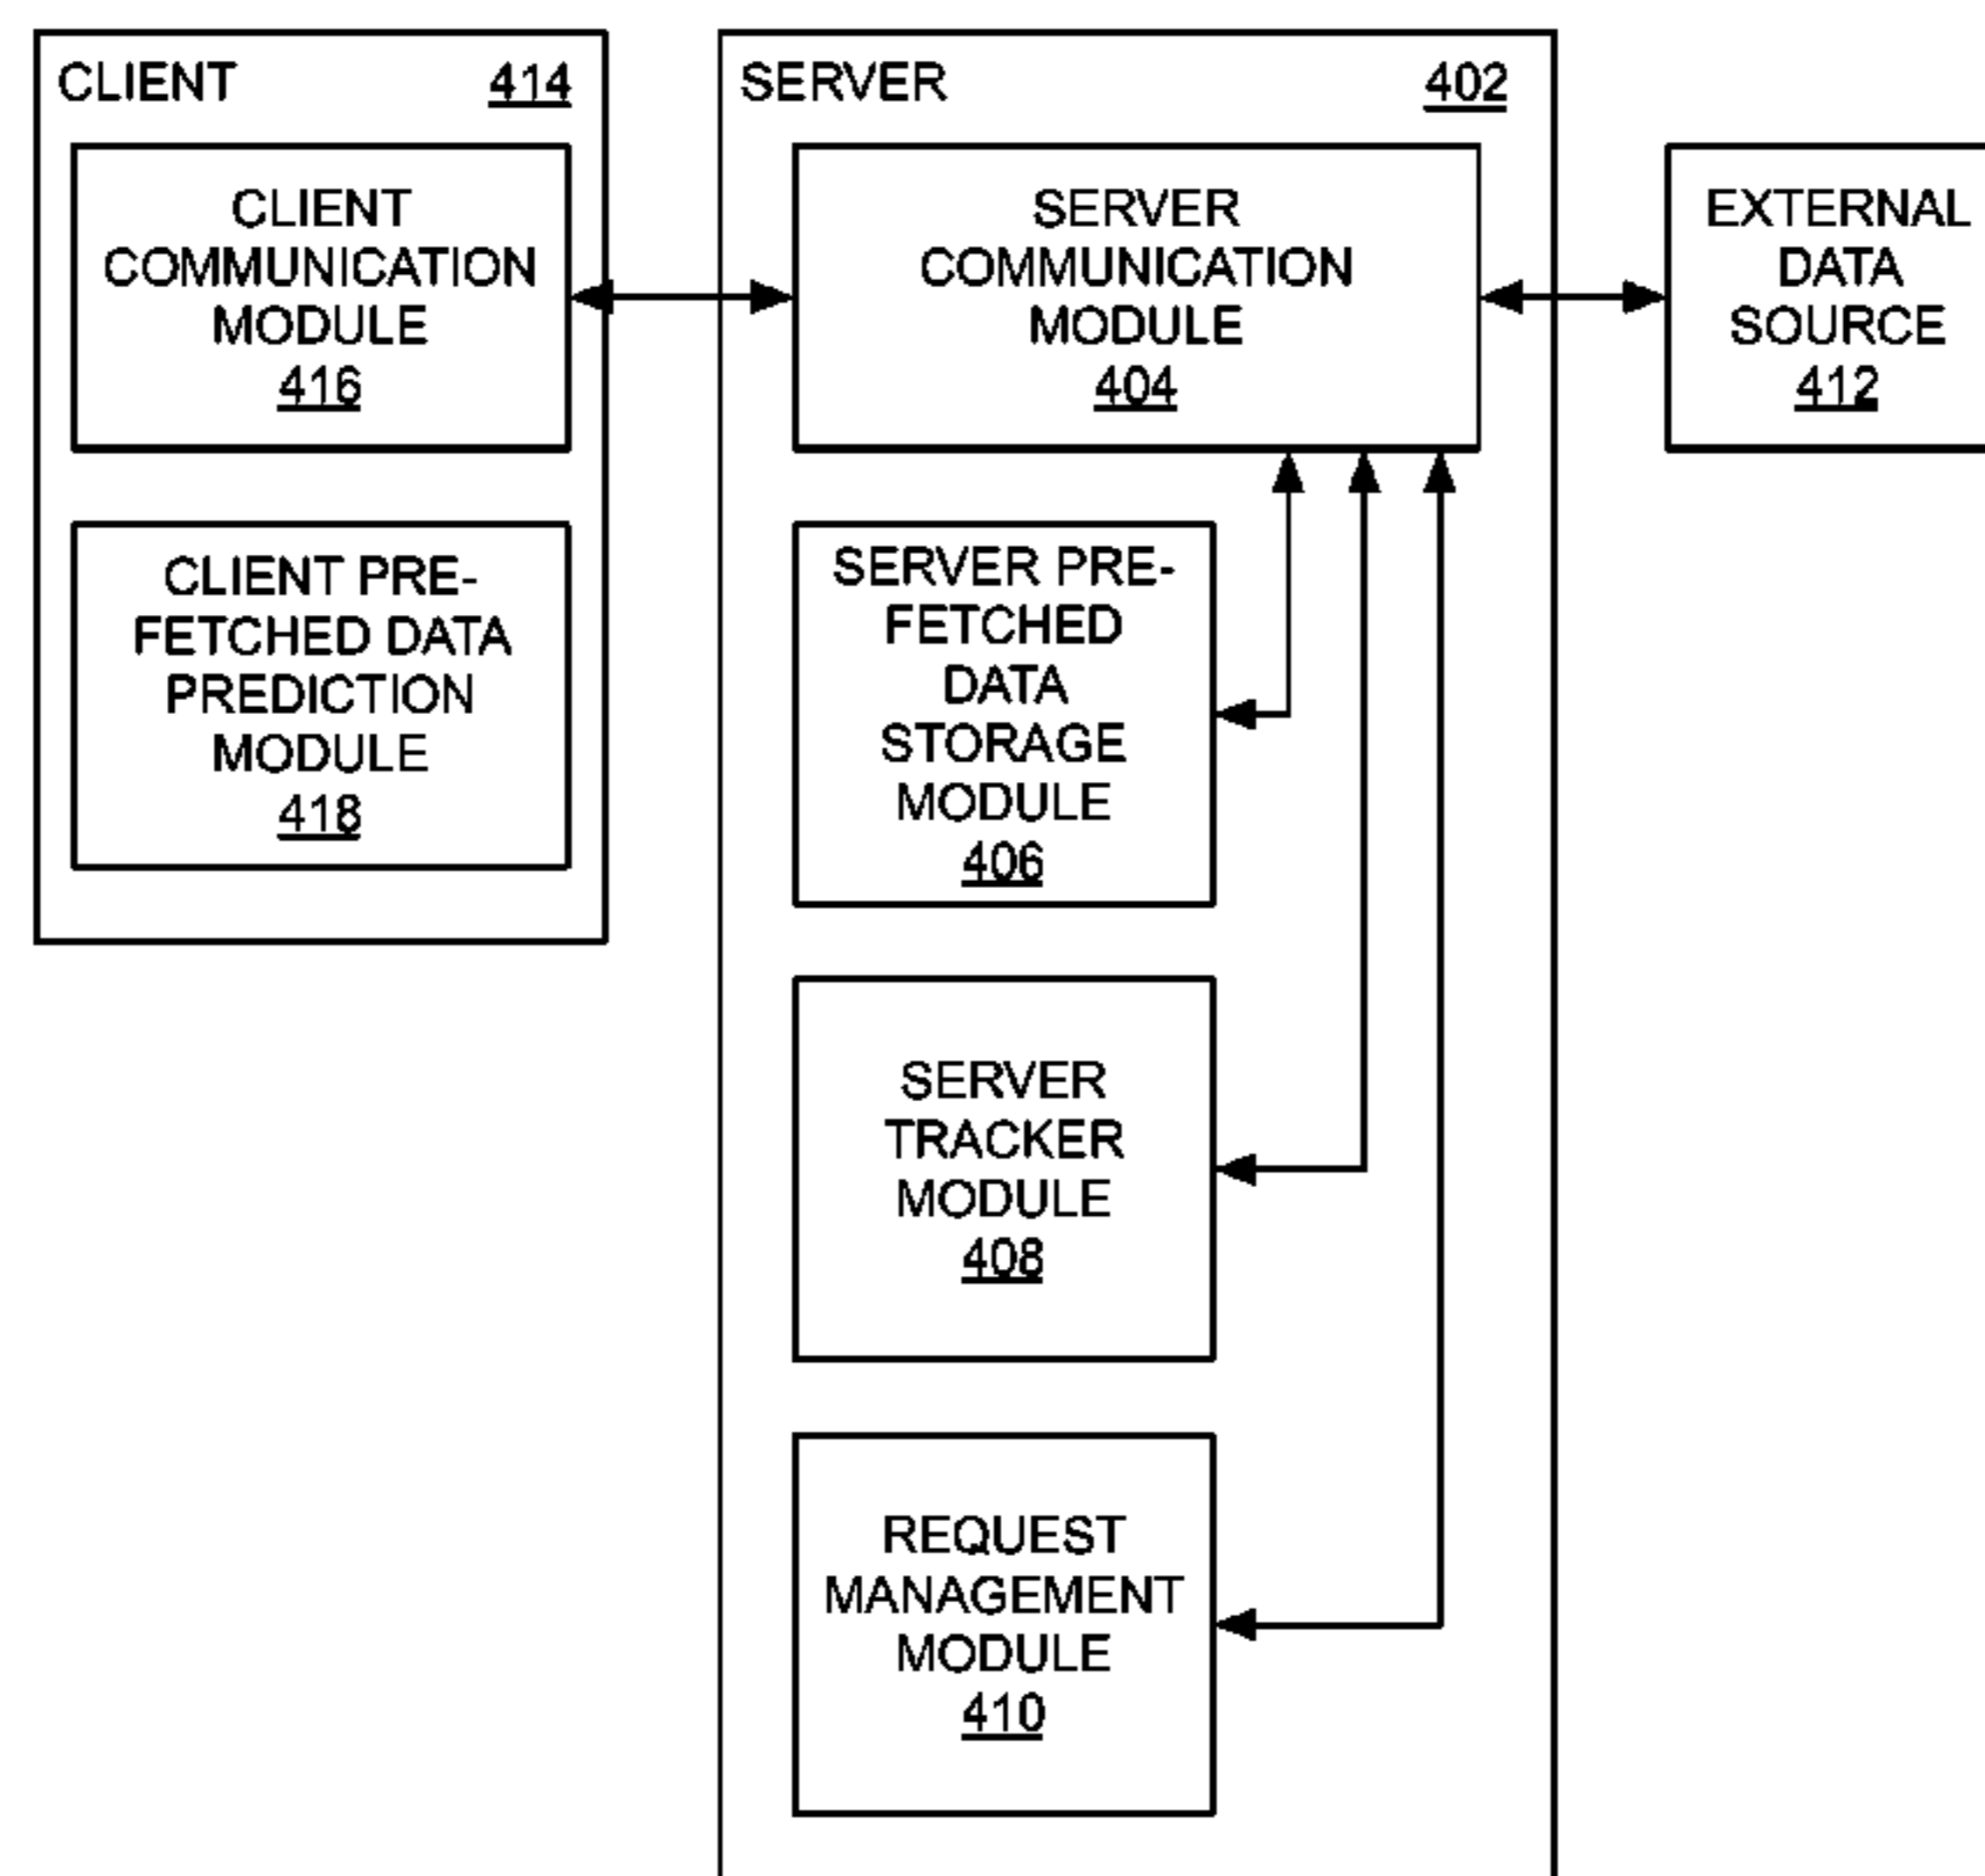 CLIENT 414
CLIENT
COMMUNICATION
MODULE
416
CLIENT PRE-
FETCHED DATA
PREDICTION
MODULE
418
SERVER 402
SERVER
COMMUNICATION
MODULE
404
SERVER PRE-
FETCHED
DATA
STORAGE
MODULE
406
SERVER
TRACKER
MODULE
408
REQUEST
MANAGEMENT
MODULE
410
EXTERNAL
DATA
SOURCE
412